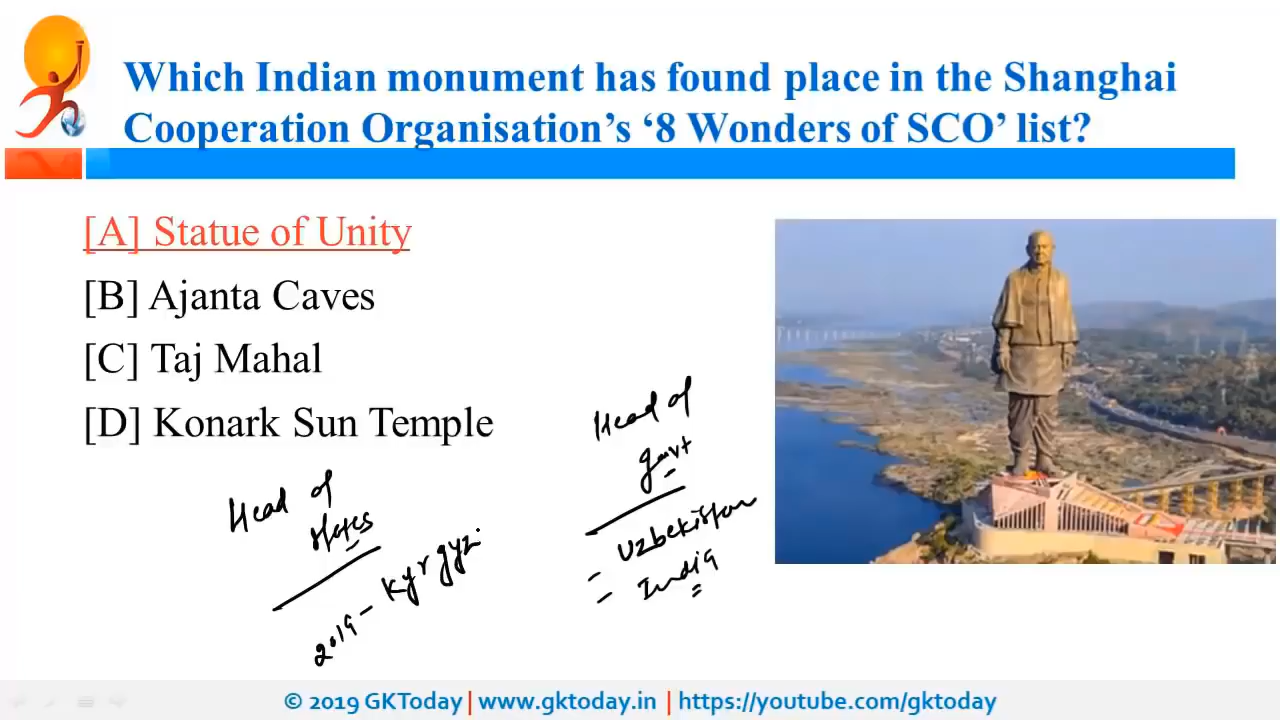 Which Indian monument has found place in the Shanghai
Cooperation Organisation’s ‘8 Wonders of SCO’ list?
[A] Statue of Unity
[B] Ajanta Caves
[C] Taj Mahal
[D] Konark Sun Temple
Head of
2019 - Kyrgyz
Head of
govt
- Uzbekistan
- India
© 2019 GKToday | www.gktoday.in | https://youtube.com/gktoday